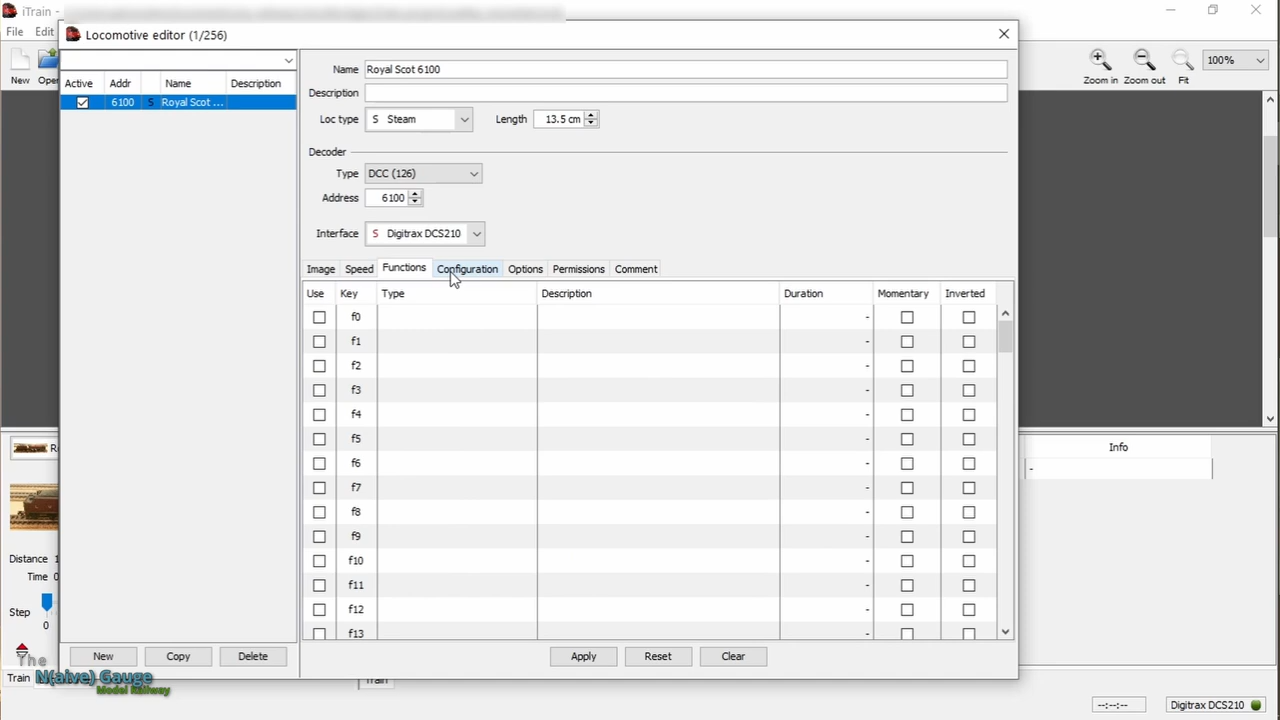 iTrain -
File Edit
Locomotive editor (1/256)
New Open
Zoom in Zoom out Fit
100%
Active Addr Name Description
6100 S Royal Scot ...
Name Royal Scot 6100
Description
Loc type S Steam Length 13.5 cm
Decoder
Type DCC (126)
Address 6100
Interface S Digitrax DCS210
Image Speed Functions Configuration Options Permissions Comment
Use Key Type Description Duration Momentary Inverted
f0 -
f1 -
f2 -
f3 -
f4 -
f5 -
f6 -
f7 -
f8 -
f9 -
f10 -
f11 -
f12 -
f13
Info
-
Distance 1
Time 0
Step
0
New Copy Delete
Apply Reset Clear
The
N(aive) Gauge
Model Railway
Train
Train
--:--:-- Digitrax DCS210